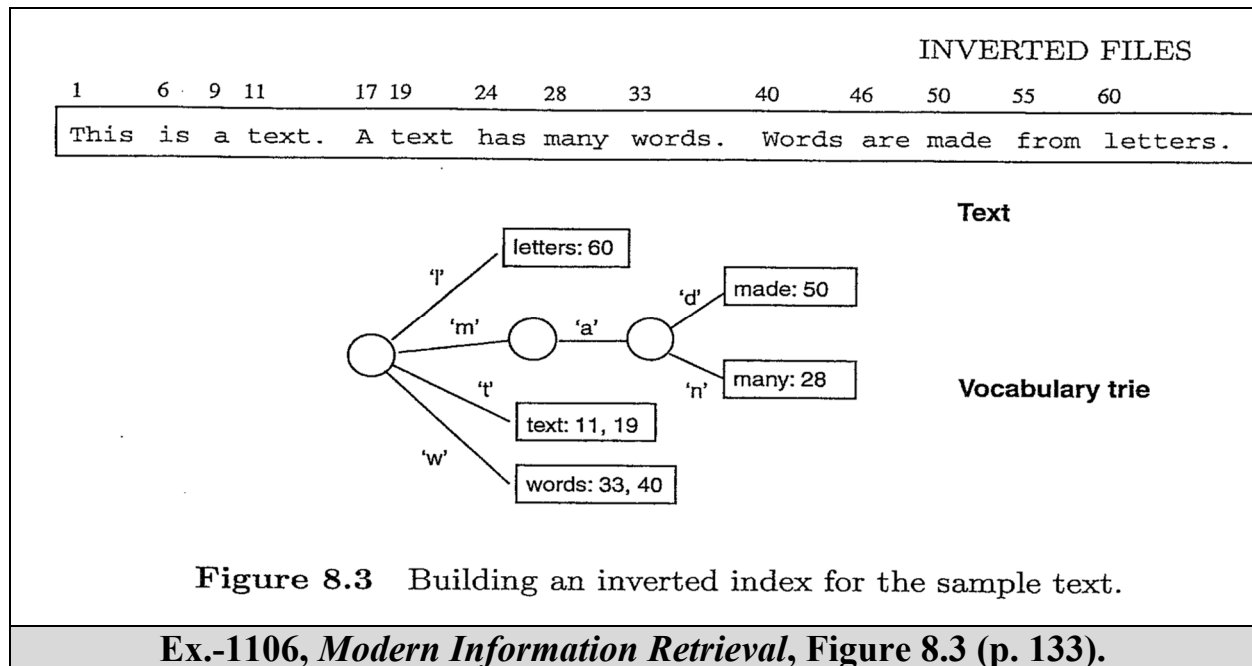 INVERTED FILES
1 6 9 11 17 19 24 28 33 40 46 50 55 60
This is a text. A text has many words. Words are made from letters.
Text
letters: 60
'l'
'd' made: 50
'm' 'a'
'n' many: 28
Vocabulary trie
't'
text: 11, 19
'w'
words: 33, 40
Figure 8.3 Building an inverted index for the sample text.
Ex.-1106, Modern Information Retrieval, Figure 8.3 (p. 133).